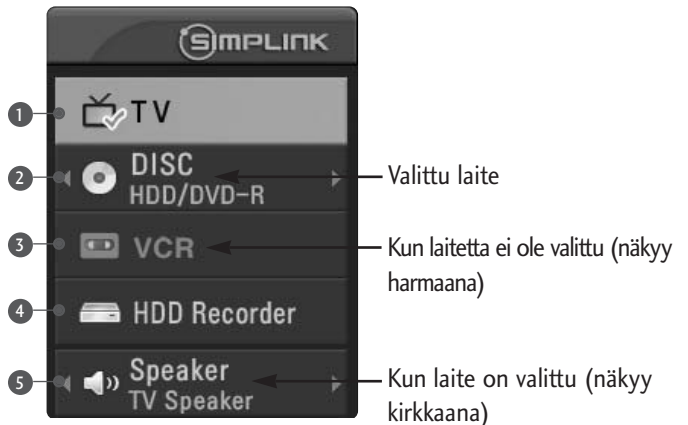 SIMPLINK
1 TV
2 DISC
HDD/DVD-R
Valittu laite
3 VCR
Kun laitetta ei ole valittu (näkyy
harmaana)
4 HDD Recorder
5 Speaker
TV Speaker
Kun laite on valittu (näkyy
kirkkaana)